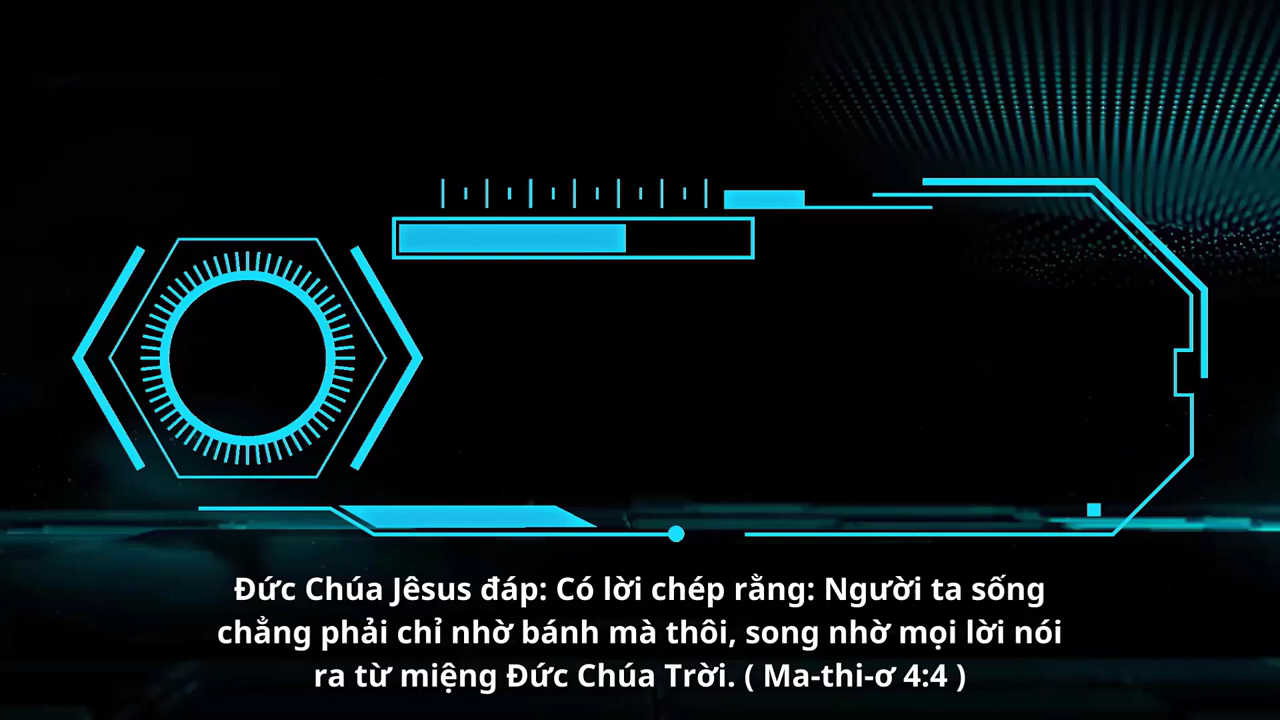 Đức Chúa Jêsus đáp: Có lời chép rằng: Người ta sống
chẳng phải chỉ nhờ bánh mà thôi, song nhờ mọi lời nói
ra từ miệng Đức Chúa Trời. ( Ma-thi-ơ 4:4 )